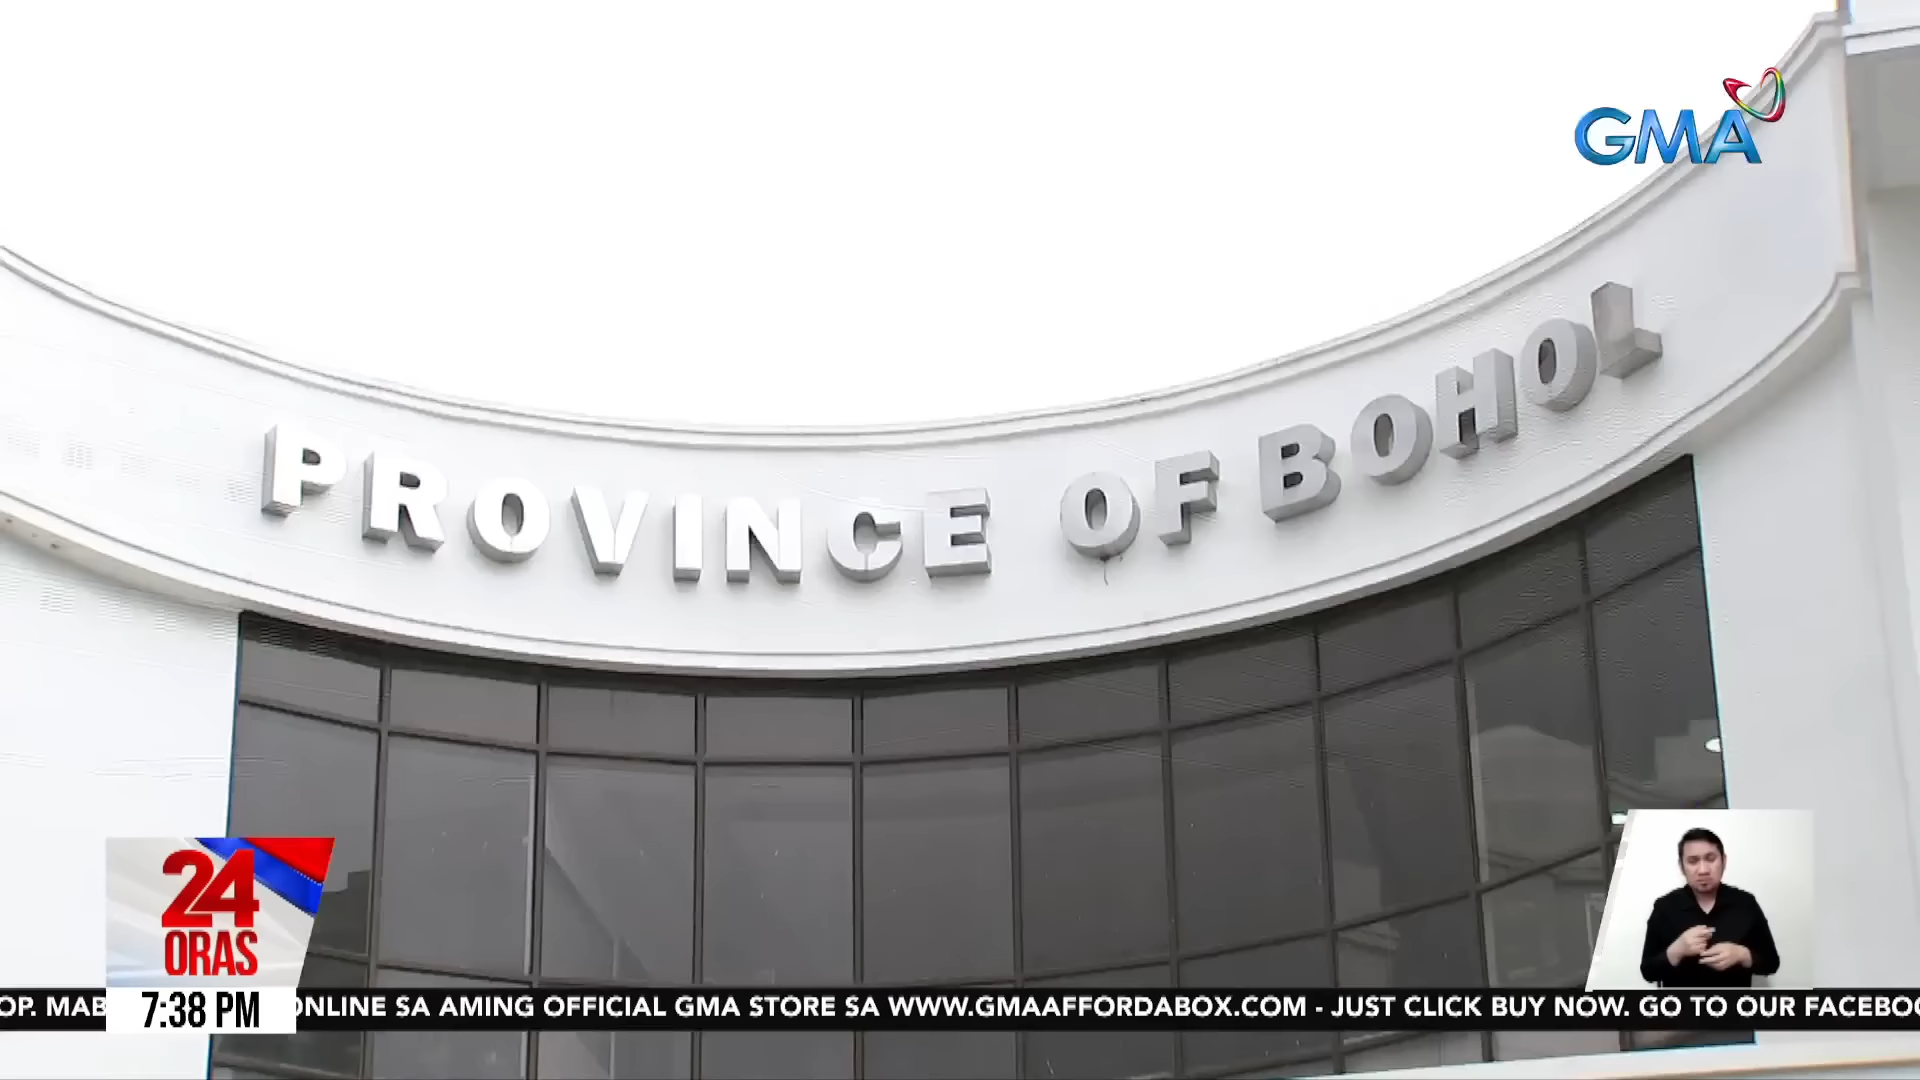 GMA
PROVINCE OF BOHOL
24
ORAS
7:38 PM
OP. MAB
ONLINE SA AMING OFFICIAL GMA STORE SA WWW.GMAAFFORDABOX.COM - JUST CLICK BUY NOW. GO TO OUR FACEBOO